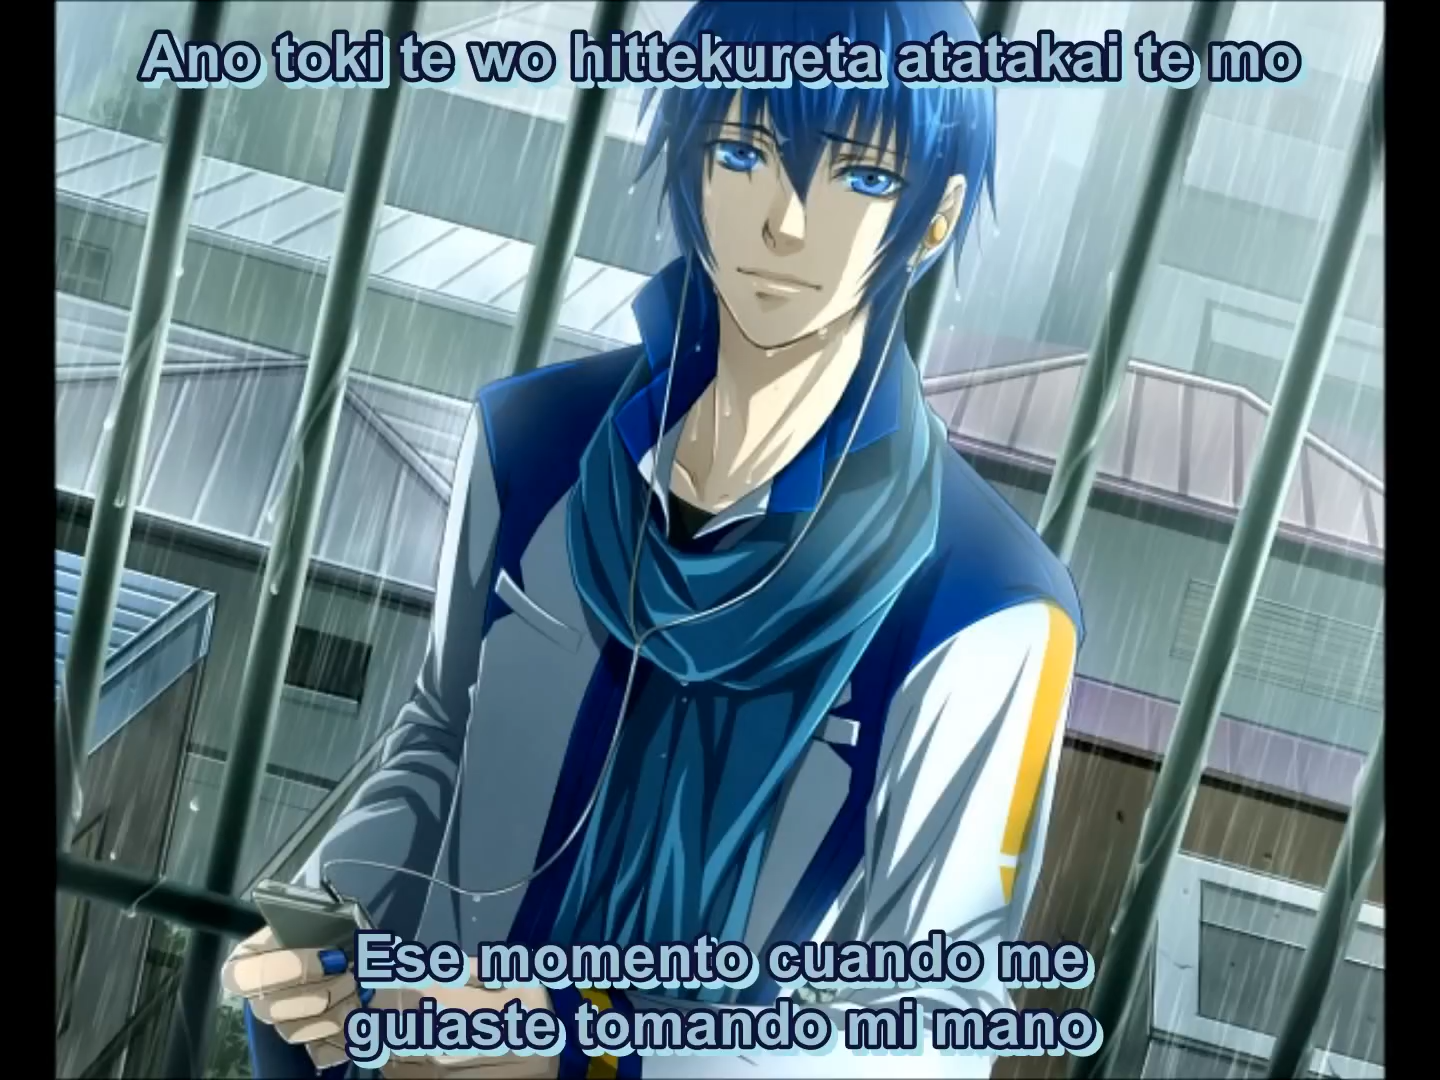 Ano toki te wo hittekureta atatakai te mo
Ese momento cuando me
guiaste tomando mi mano